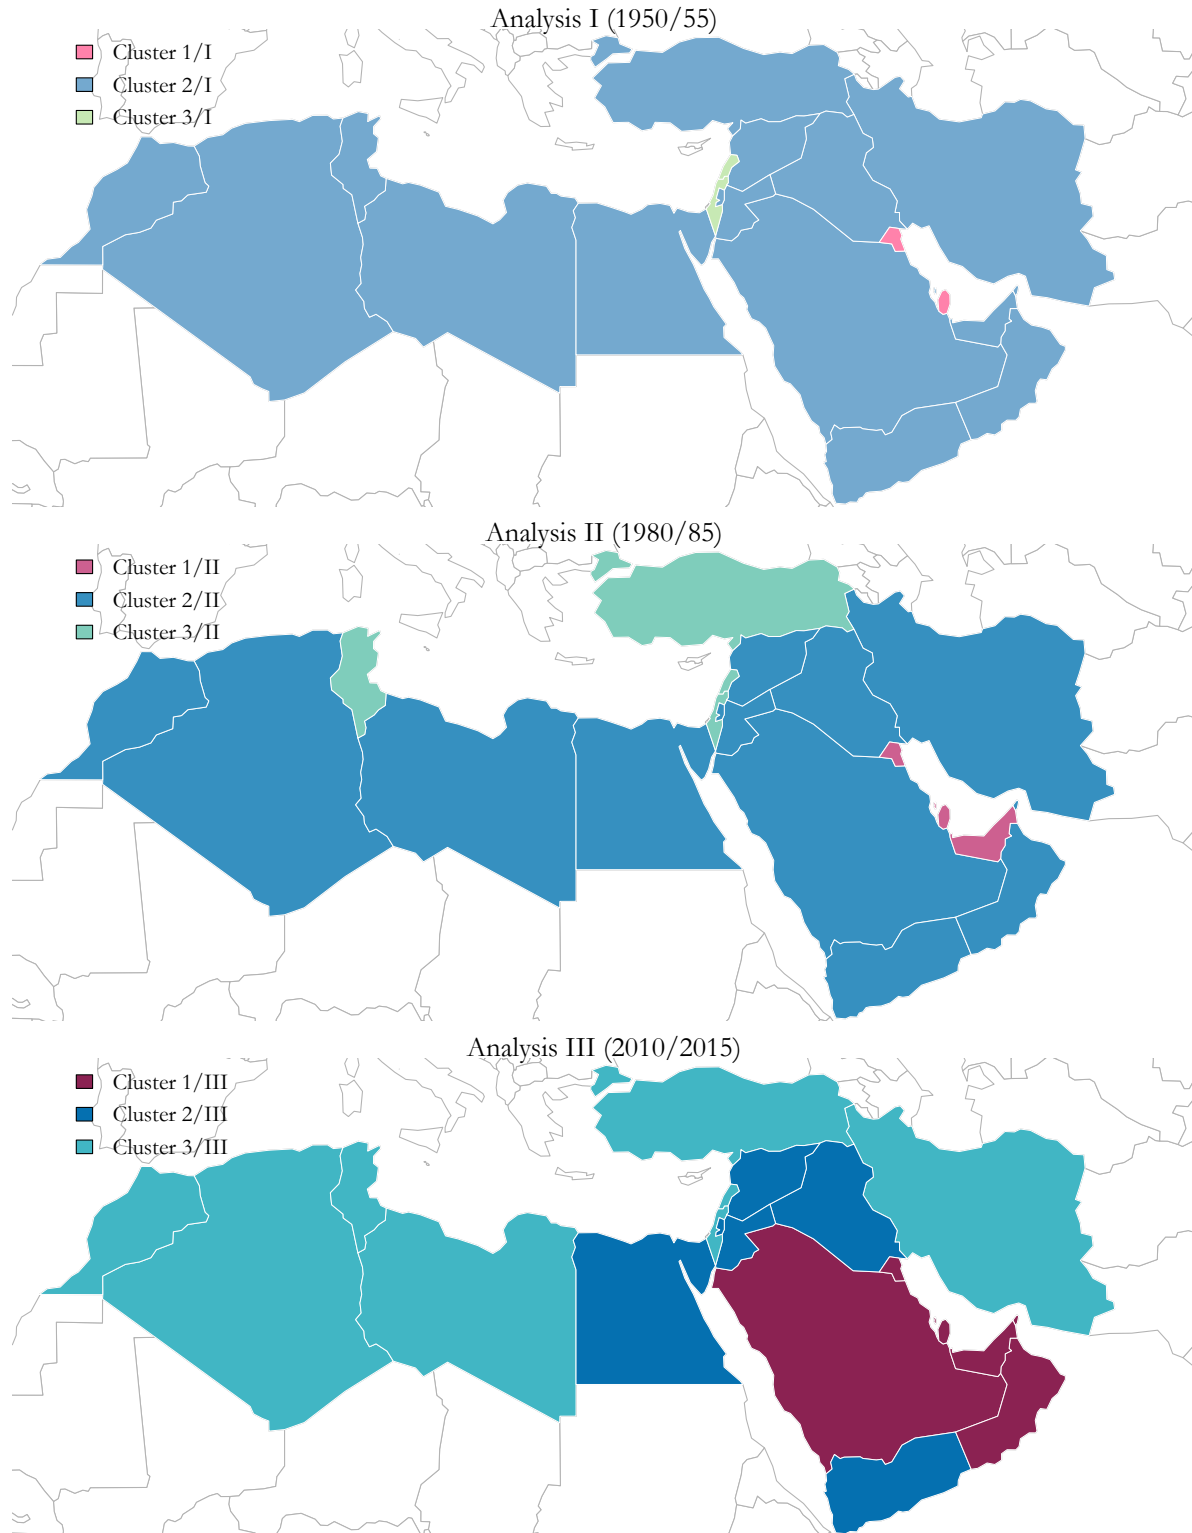 Analysis I (1950/55)
Cluster 1/I
Cluster 2/I
Cluster 3/I
Analysis II (1980/85)
Cluster 1/II
Cluster 2/II
Cluster 3/II
Analysis III (2010/2015)
Cluster 1/III
Cluster 2/III
Cluster 3/III